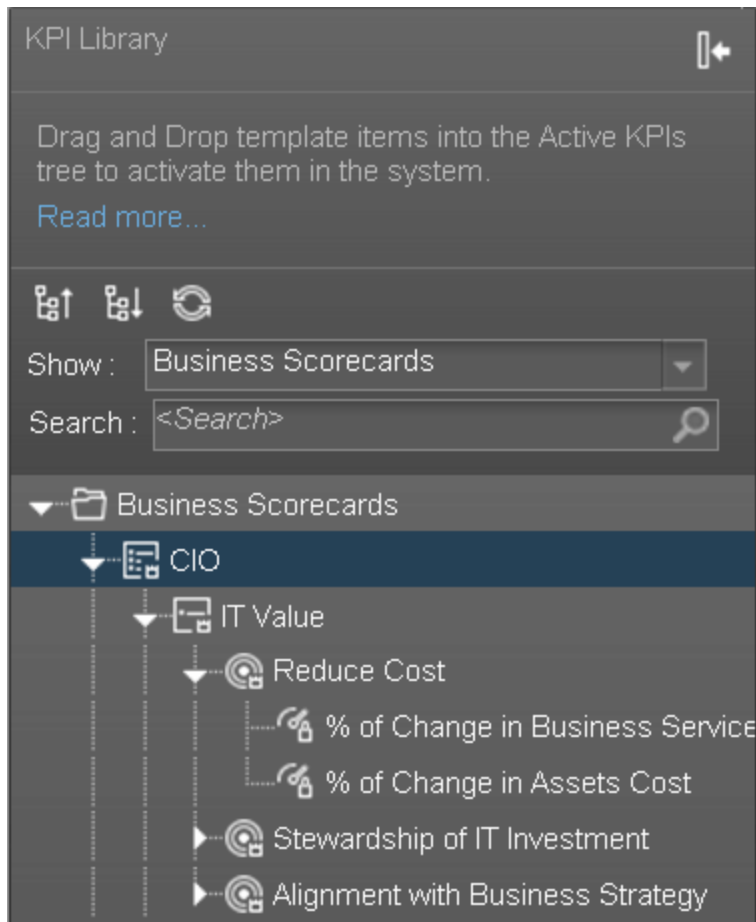 KPI Library
Drag and Drop template items into the Active KPIs
tree to activate them in the system.
Read more...
Show :
Business Scorecards
Search :
<Search>
Business Scorecards
CIO
IT Value
Reduce Cost
% of Change in Business Service
% of Change in Assets Cost
Stewardship of IT Investment
Alignment with Business Strategy